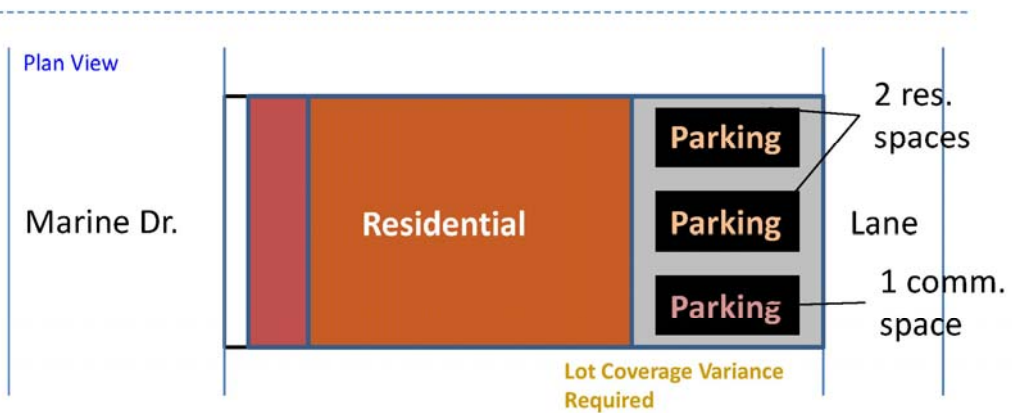 Plan View
2 res.
spaces
Parking
Marine Dr.
Residential
Parking
Lane
1 comm.
space
Parking
Lot Coverage Variance
Required